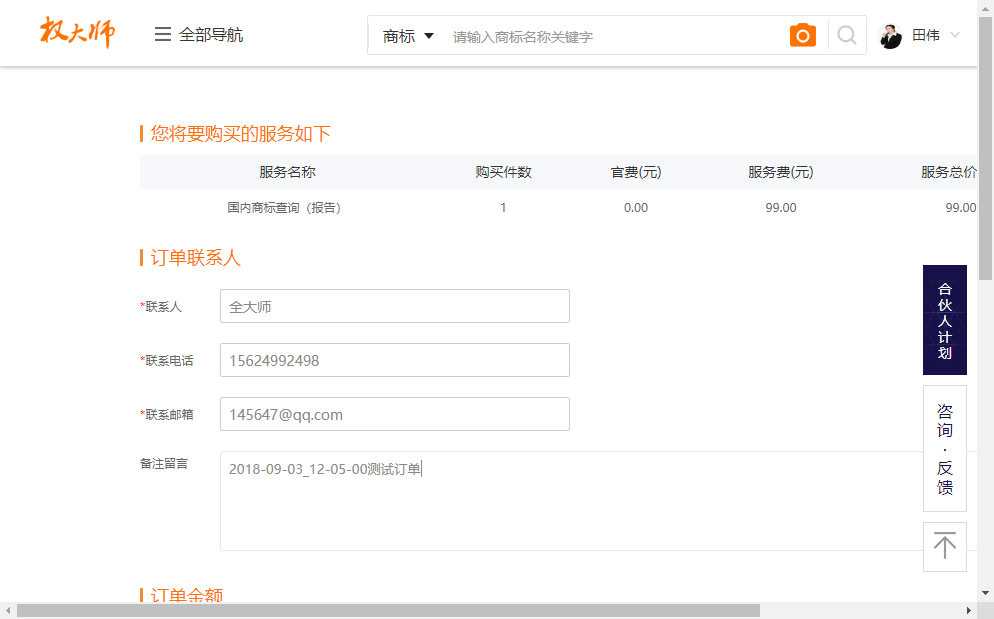 权大师
全部导航
商标
请输入商标名称关键字
田伟
您将要购买的服务如下
服务名称 购买件数 官费(元) 服务费(元) 服务总价
国内商标查询（报告） 1 0.00 99.00 99.00
订单联系人
*联系人 全大师
*联系电话 15624992498
*联系邮箱 145647@qq.com
备注留言 2018-09-03_12-05-00测试订单
合伙人计划
咨询·反馈
订单金额